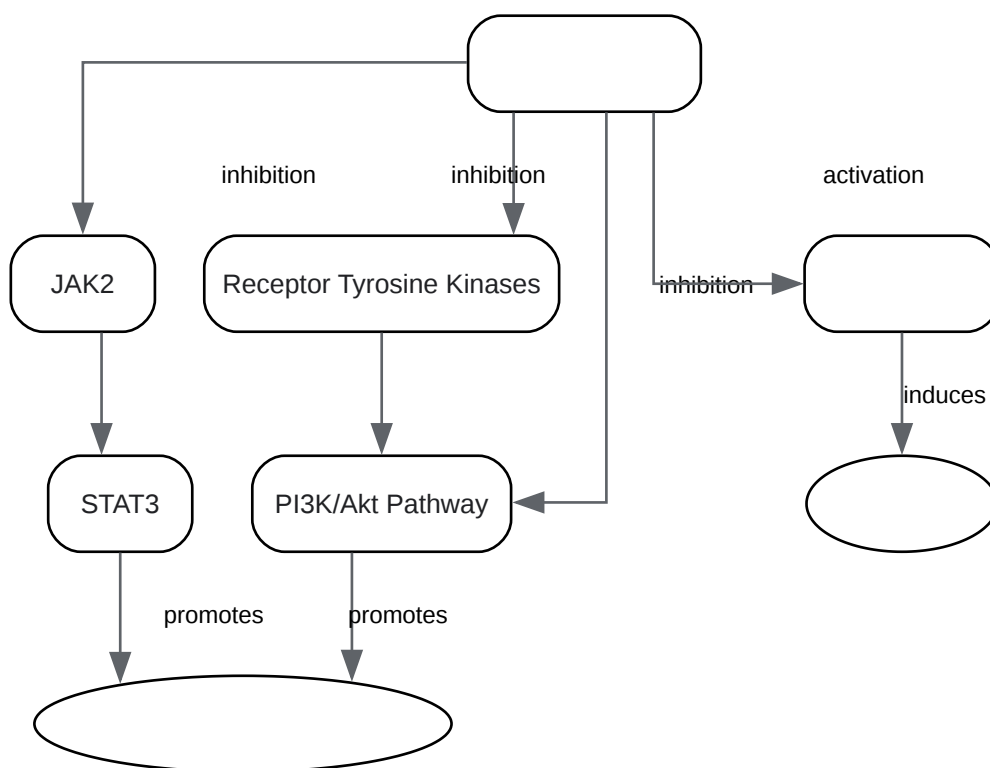 inhibition
inhibition
activation
JAK2
Receptor Tyrosine Kinases
inhibition
induces
STAT3
PI3K/Akt Pathway
promotes
promotes